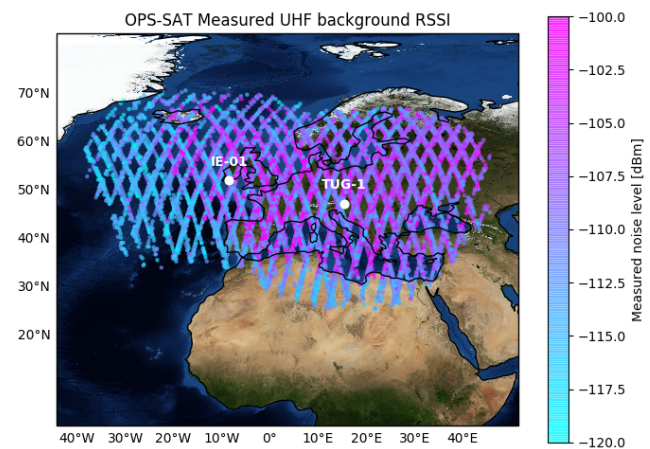 OPS-SAT Measured UHF background RSSI
70°N
60°N
50°N
40°N
30°N
20°N
40°W
30°W
20°W
10°W
0°
10°E
20°E
30°E
40°E
IE-01
TUG-1
−100.0
−102.5
−105.0
−107.5
−110.0
−112.5
−115.0
−117.5
−120.0
Measured noise level [dBm]